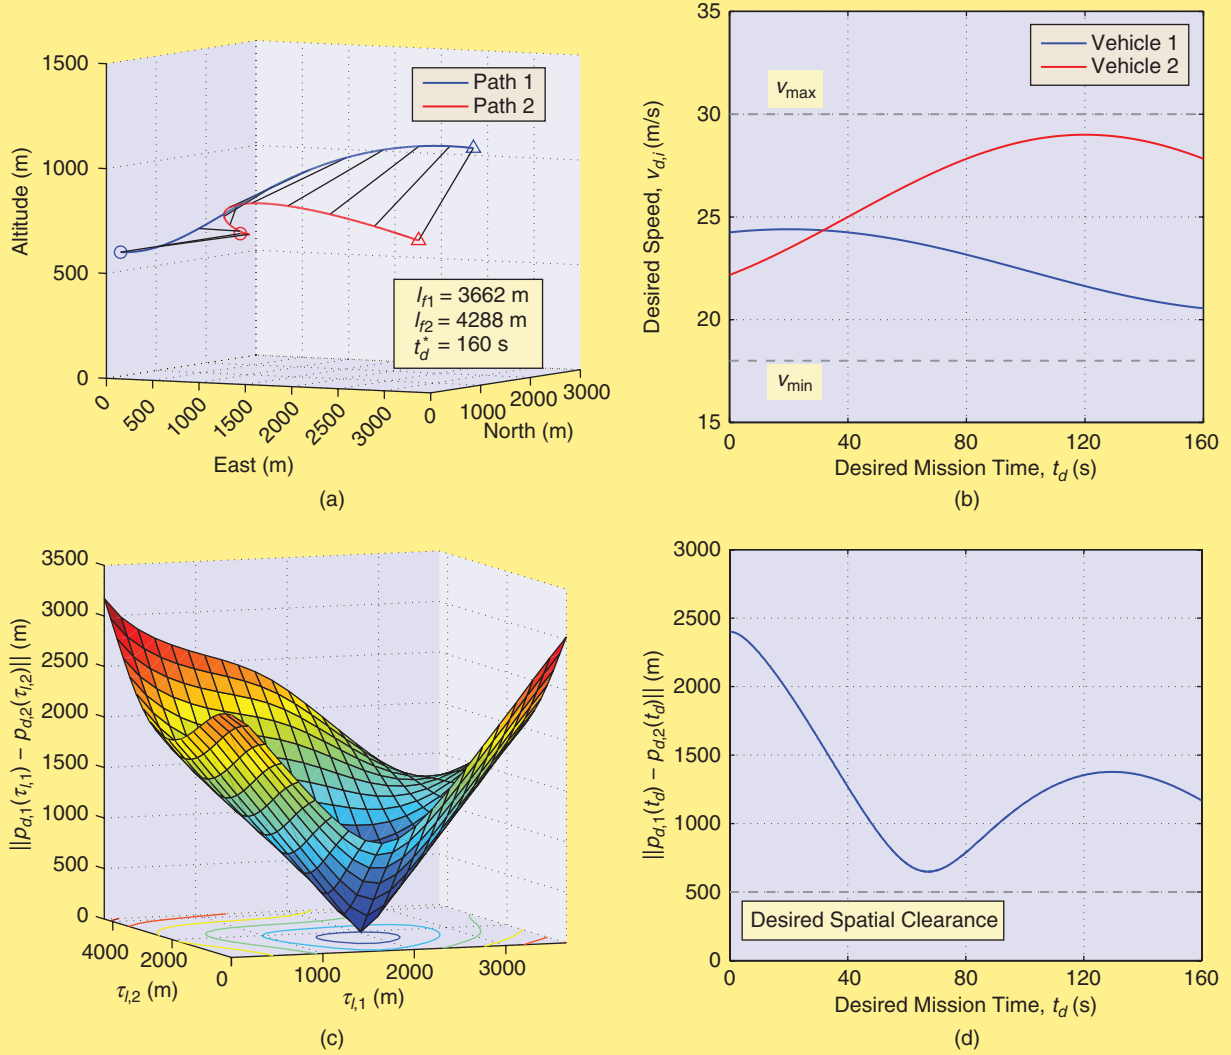 1500
1000
500
0
Altitude (m)
Path 1
Path 2
l_f1 = 3662 m
l_f2 = 4288 m
t_d^* = 160 s
0
500
1000
1500
2000
2500
3000
East (m)
0
1000
2000
3000
North (m)
(a)
35
30
25
20
15
Desired Speed, v_d,i (m/s)
Vehicle 1
Vehicle 2
v_max
v_min
0 40 80 120 160
Desired Mission Time, t_d (s)
(b)
3500
3000
2500
2000
1500
1000
500
0
||p_d,1(τ_l,1) − p_d,2(τ_l,2)|| (m)
4000
2000
0
τ_l,2 (m)
1000
2000
3000
τ_l,1 (m)
(c)
3000
2500
2000
1500
1000
500
0
||p_d,1(t_d) − p_d,2(t_d)|| (m)
Desired Spatial Clearance
0 40 80 120 160
Desired Mission Time, t_d (s)
(d)